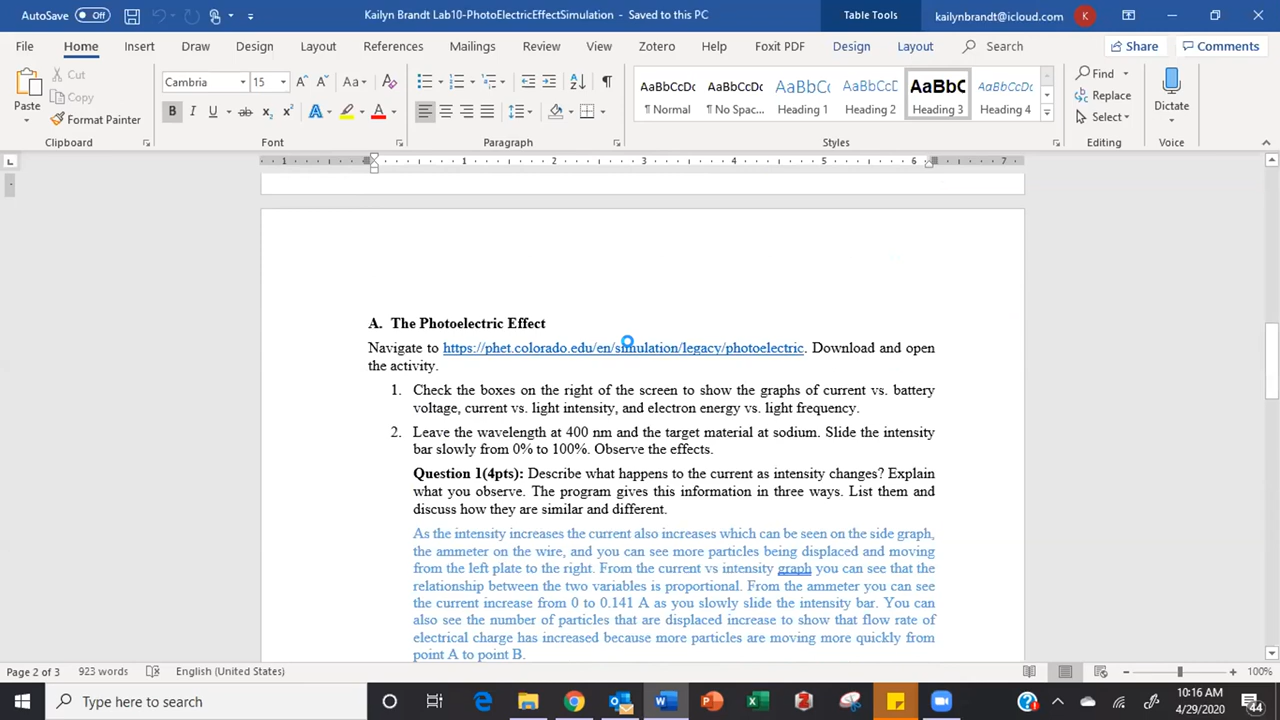 AutoSave Off
Kailyn Brandt Lab10-PhotoElectricEffectSimulation - Saved to this PC
Table Tools
kailynbrandt@icloud.com
K
File Home Insert Draw Design Layout References Mailings Review View Zotero Help Foxit PDF Design Layout Search Share Comments
Paste
Cut
Copy
Format Painter
Clipboard
Cambria 15
Font
Paragraph
AaBbCcDc AaBbCcDc AaBbC AaBbCcD AaBbC AaBbCcDc
¶ Normal ¶ No Spac... Heading 1 Heading 2 Heading 3 Heading 4
Styles
Find
Replace
Select
Editing
Dictate
Voice
1 1 2 3 4 5 6 7
A. The Photoelectric Effect
Navigate to https://phet.colorado.edu/en/simulation/legacy/photoelectric. Download and open
the activity.
1. Check the boxes on the right of the screen to show the graphs of current vs. battery
voltage, current vs. light intensity, and electron energy vs. light frequency.
2. Leave the wavelength at 400 nm and the target material at sodium. Slide the intensity
bar slowly from 0% to 100%. Observe the effects.
Question 1(4pts): Describe what happens to the current as intensity changes? Explain
what you observe. The program gives this information in three ways. List them and
discuss how they are similar and different.
As the intensity increases the current also increases which can be seen on the side graph,
the ammeter on the wire, and you can see more particles being displaced and moving
from the left plate to the right. From the current vs intensity graph you can see that the
relationship between the two variables is proportional. From the ammeter you can see
the current increase from 0 to 0.141 A as you slowly slide the intensity bar. You can
also see the number of particles that are displaced increase to show that flow rate of
electrical charge has increased because more particles are moving more quickly from
point A to point B.
Page 2 of 3 923 words English (United States) 100%
Type here to search
10:16 AM
4/29/2020
44